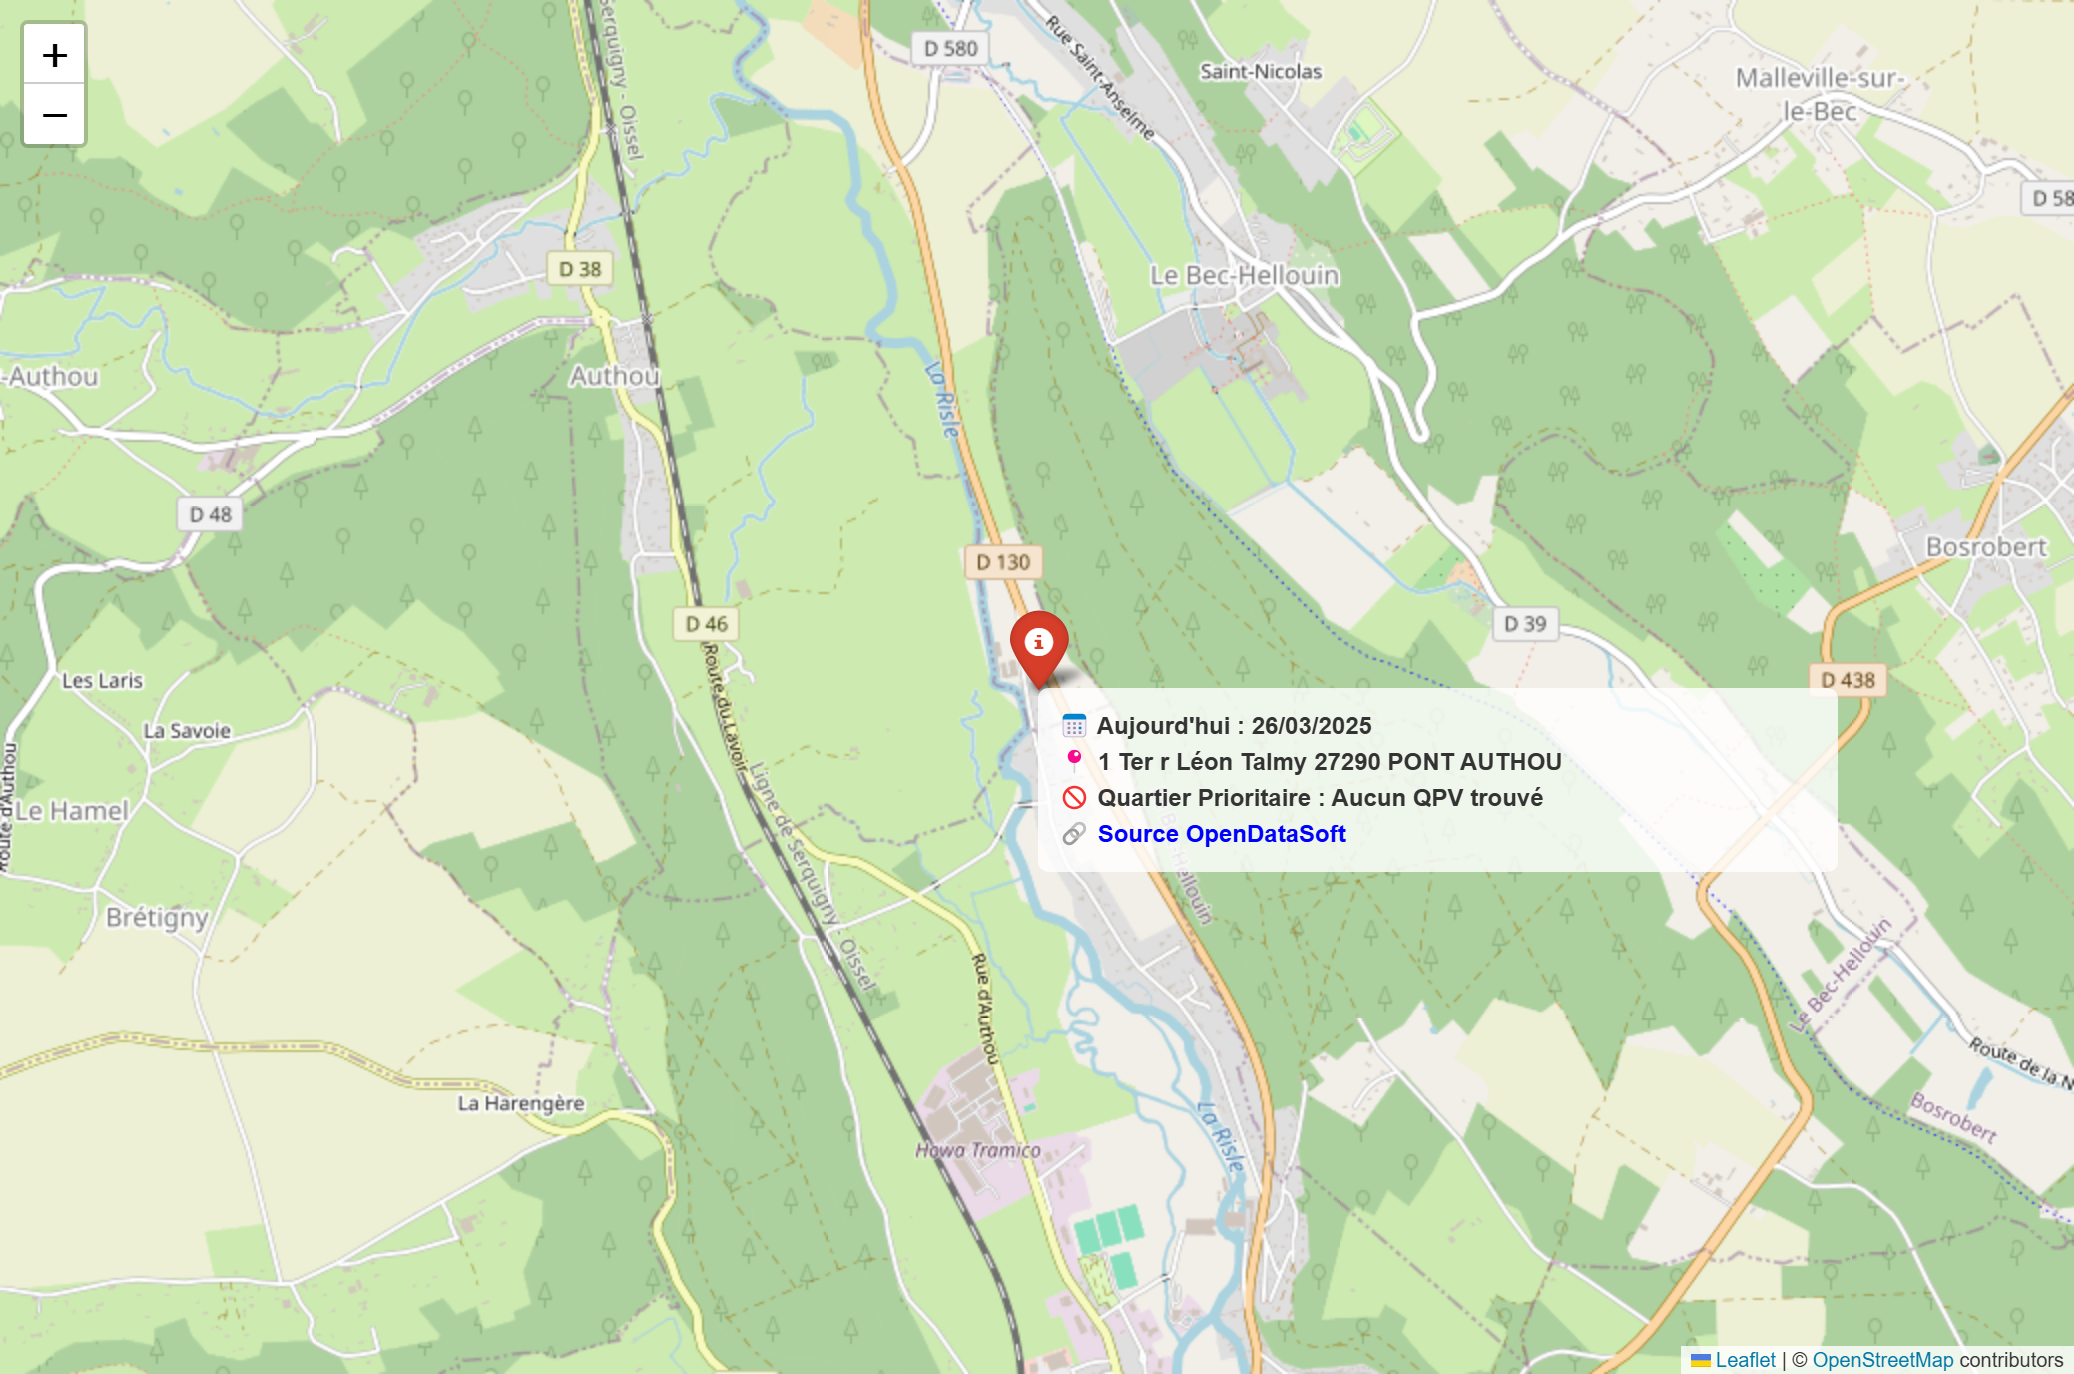 +
−
Serquigny - Oissel
D 580
Rue Saint-Anselme
Saint-Nicolas
Malleville-sur-
le-Bec
D 58
D 38
Le Bec-Hellouin
-Authou
Authou
La Risle
D 48
D 130
Bosrobert
D 46
D 39
Les Laris
D 438
La Savoie
Route du Lavoir
Route d'Authou
Le Hamel
Ligne de Serquigny - Oissel
Aujourd'hui : 26/03/2025
1 Ter r Léon Talmy 27290 PONT AUTHOU
Quartier Prioritaire : Aucun QPV trouvé
Source OpenDataSoft
Brétigny
Hellouin
Le Bec-Hellouin
Rue d'Authou
Route de la N
La Harengère
Bosrobert
La Risle
Howa Tramico
Leaflet | © OpenStreetMap contributors